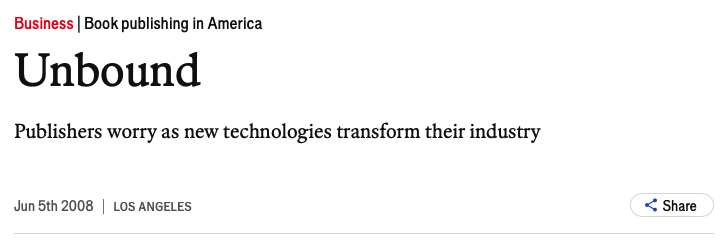 Business | Book publishing in America
Unbound
Publishers worry as new technologies transform their industry
Jun 5th 2008 | LOS ANGELES
Share